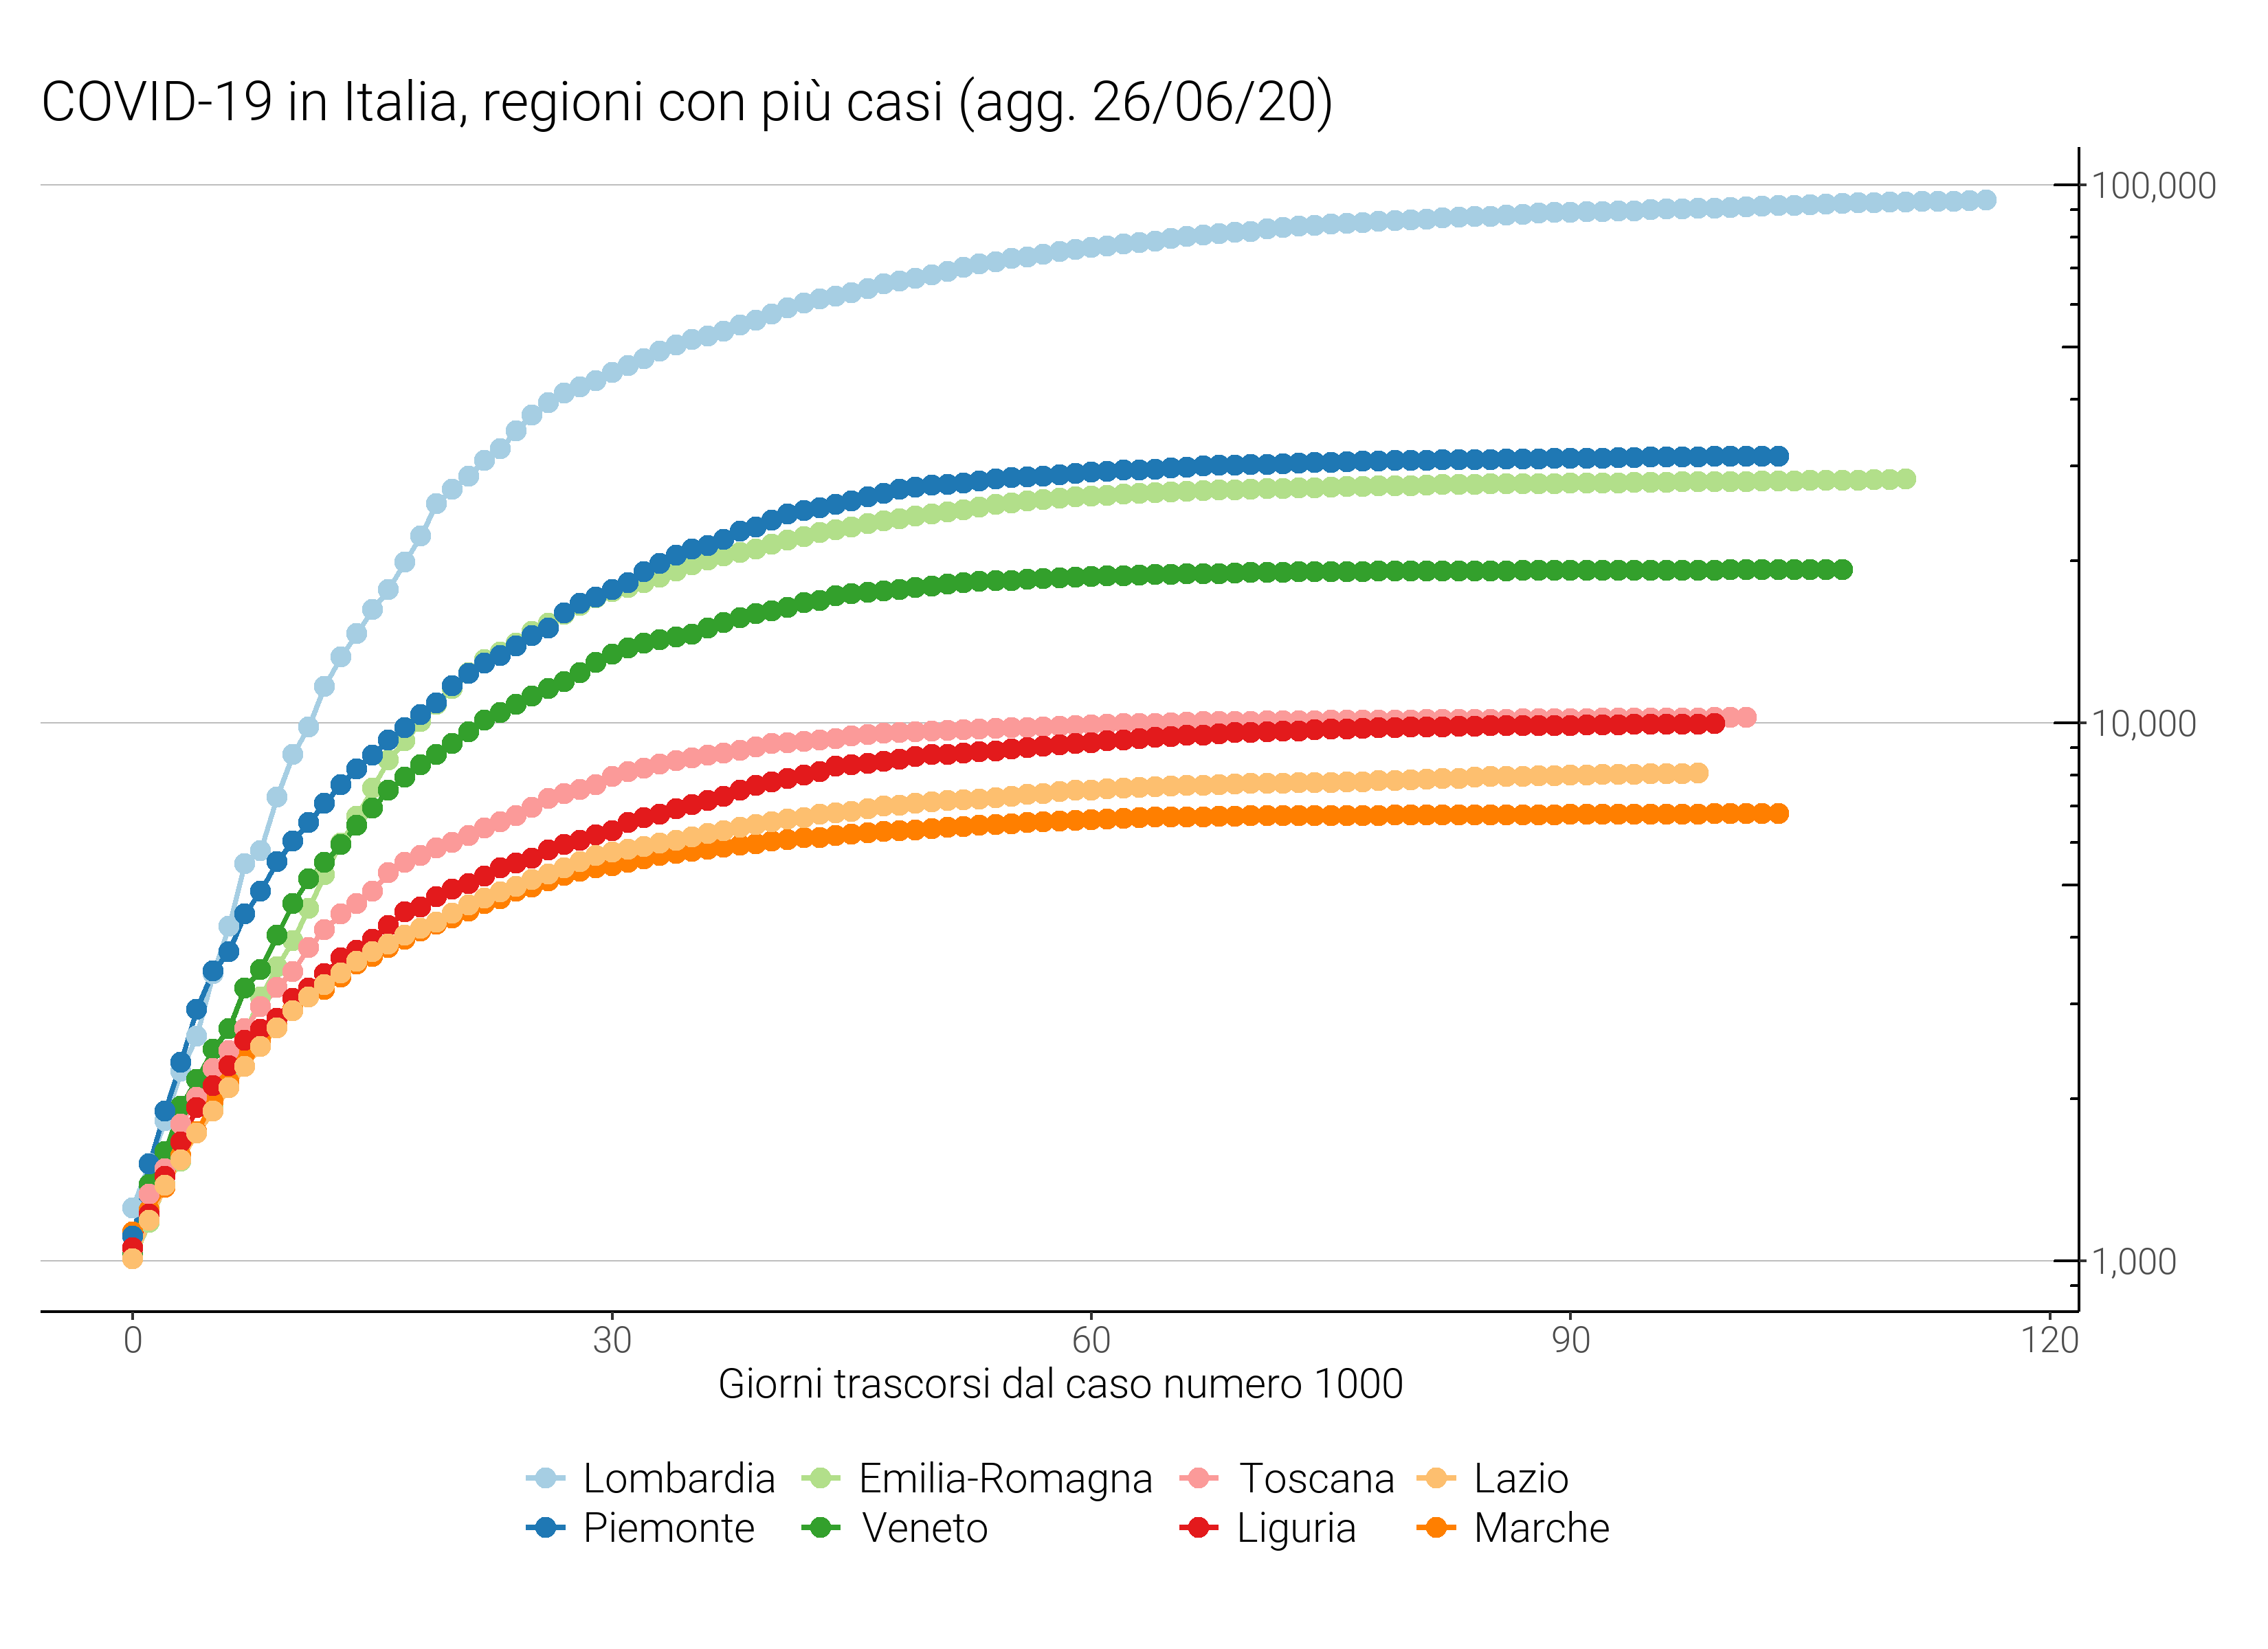 COVID-19 in Italia, regioni con più casi (agg. 26/06/20)
100,000
10,000
1,000
0 30 60 90 120
Giorni trascorsi dal caso numero 1000
Lombardia Emilia-Romagna Toscana Lazio
Piemonte Veneto Liguria Marche